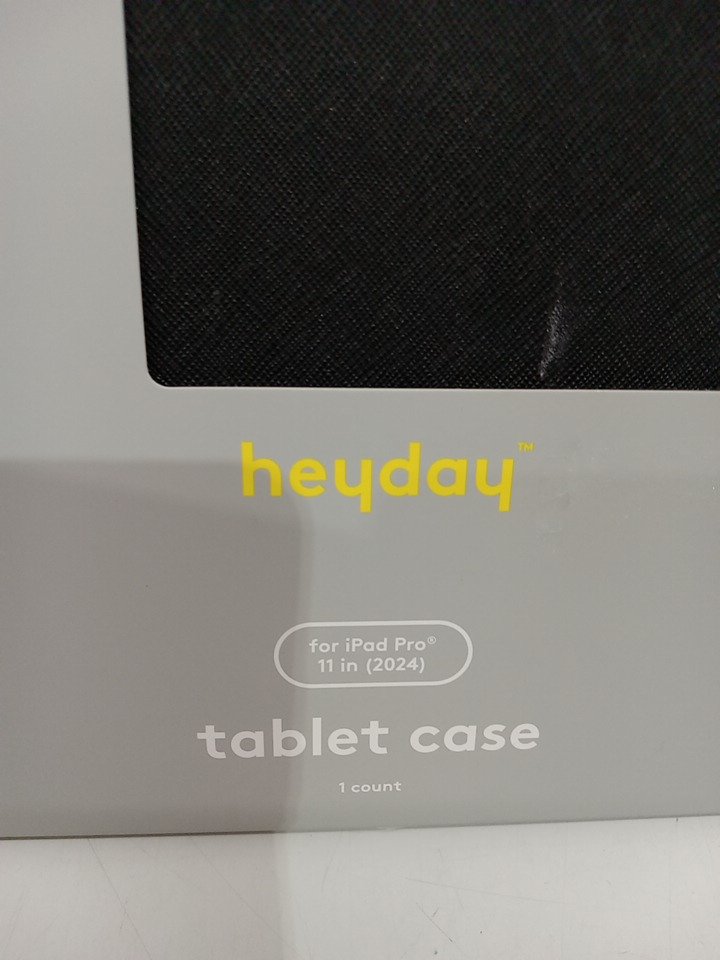 heyday™
for iPad Pro®
11 in (2024)
tablet case
1 count